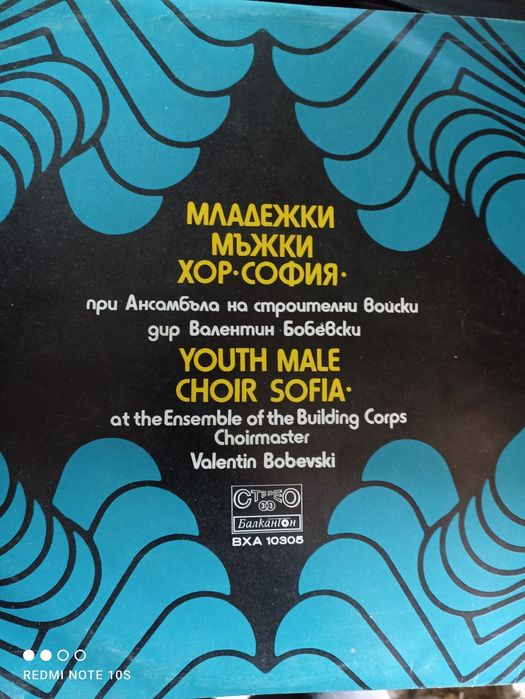 МЛАДЕЖКИ
МЪЖКИ
ХОР·СОФИЯ·
при Ансамбъла на строителни войски
дир Валентин Бобевски
YOUTH MALE
CHOIR SOFIA·
at the Ensemble of the Building Corps
Choirmaster
Valentin Bobevski
СТЕРЕО
33
Балкантон
ВХА 10305
REDMI NOTE 10S